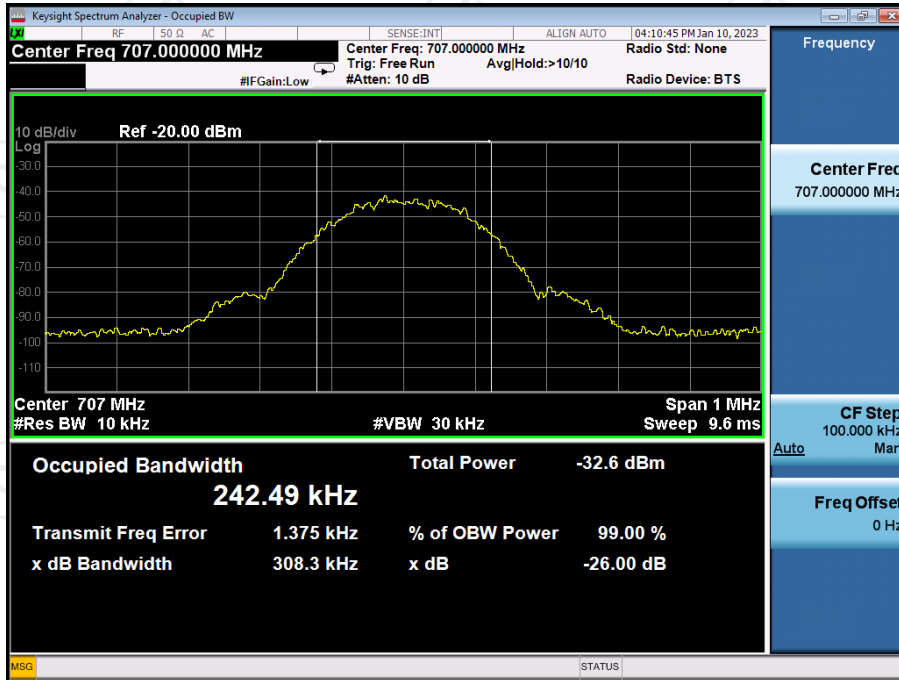 Keysight Spectrum Analyzer - Occupied BW
LXI RF 50 Ω AC SENSE:INT ALIGN AUTO 04:10:45 PM Jan 10, 2023
Center Freq 707.000000 MHz
#IFGain:Low
Center Freq: 707.000000 MHz
Trig: Free Run Avg|Hold:>10/10
#Atten: 10 dB
Radio Std: None
Radio Device: BTS
Frequency
10 dB/div Ref -20.00 dBm
Log
-30.0
-40.0
-50.0
-60.0
-70.0
-80.0
-90.0
-100
-110
Center 707 MHz Span 1 MHz
#Res BW 10 kHz #VBW 30 kHz Sweep 9.6 ms
Occupied Bandwidth Total Power -32.6 dBm
242.49 kHz
Transmit Freq Error 1.375 kHz % of OBW Power 99.00 %
x dB Bandwidth 308.3 kHz x dB -26.00 dB
Center Freq
707.000000 MHz
CF Step
100.000 kHz
Auto Man
Freq Offset
0 Hz
MSG STATUS